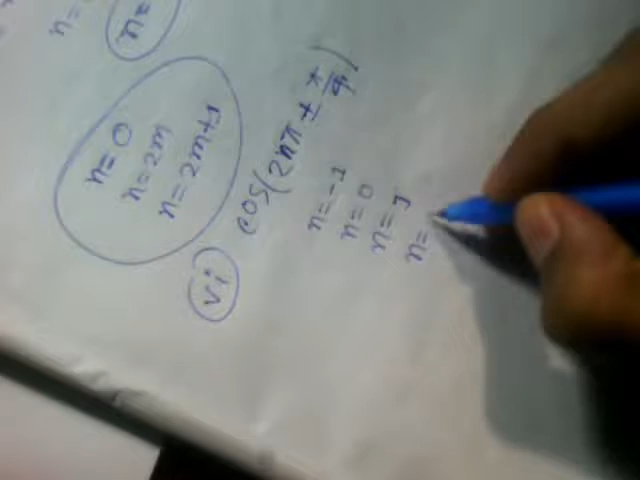 n=
n=
n=0
n=2m
n=2m+1
(vi) cos(2nπ ± π/4)
n=-1
n=0
n=1
n=